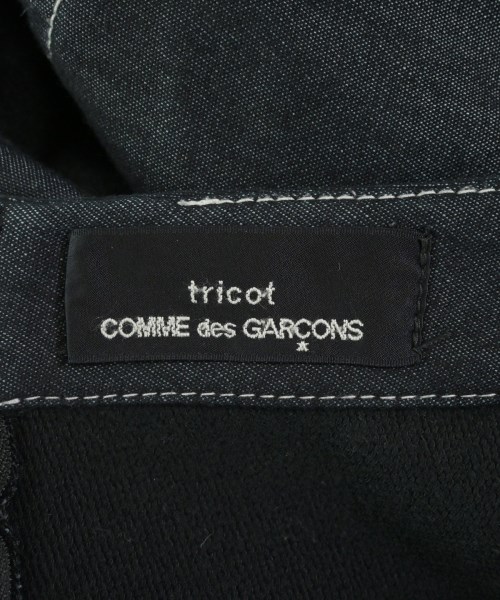 tricot
COMME des GARÇONS
*